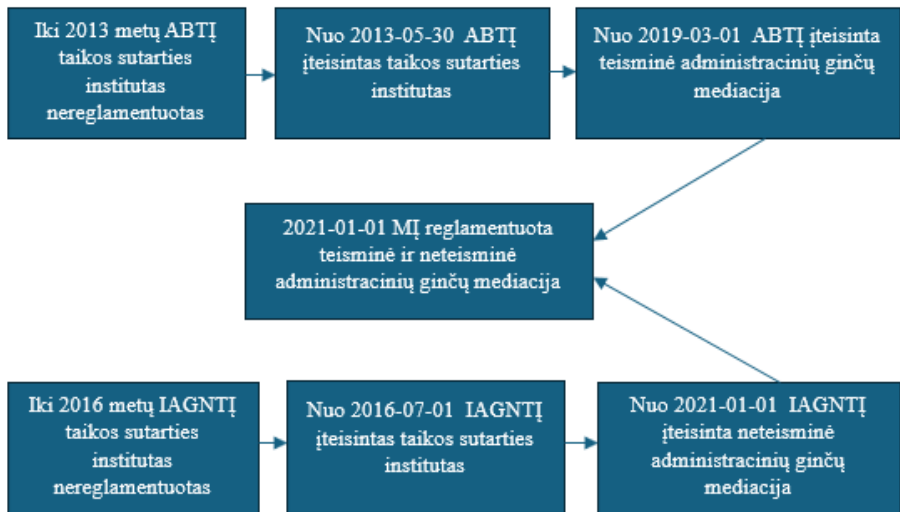 Iki 2013 metų ABTĮ
taikos sutarties
institutas
nereglamentuotas
Nuo 2013-05-30 ABTĮ
įteisintas taikos sutarties
institutas
Nuo 2019-03-01 ABTĮ įteisinta
teisminė administracinių ginčų
mediacija
2021-01-01 MĮ reglamentuota
teisminė ir neteisminė
administracinių ginčų mediacija
Iki 2016 metų IAGNTĮ
taikos sutarties
institutas
nereglamentuotas
Nuo 2016-07-01 IAGNTĮ
įteisintas taikos sutarties
institutas
Nuo 2021-01-01 IAGNTĮ
įteisinta neteisminė
administracinių ginčų
mediacija